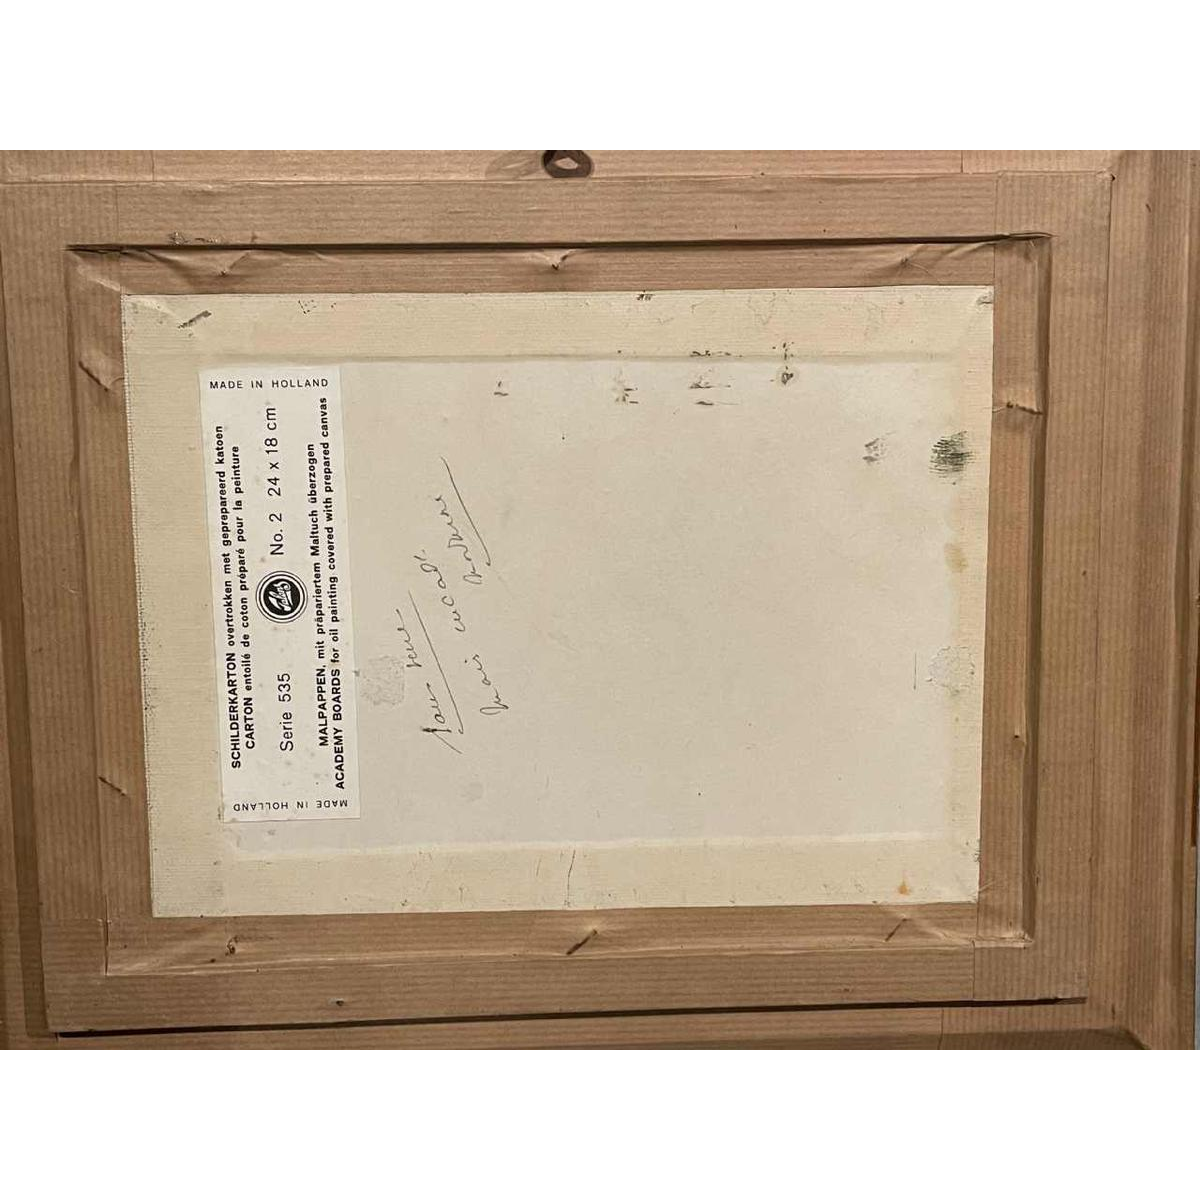 MADE IN HOLLAND
SCHILDERKARTON overtrokken met geprepareerd katoen
CARTON entoilé de coton préparé pour la peinture
Serie 535 Talens No. 2 24 x 18 cm
MALPAPPEN, mit präpariertem Maltuch überzogen
ACADEMY BOARDS for oil painting covered with prepared canvas
MADE IN HOLLAND
mais